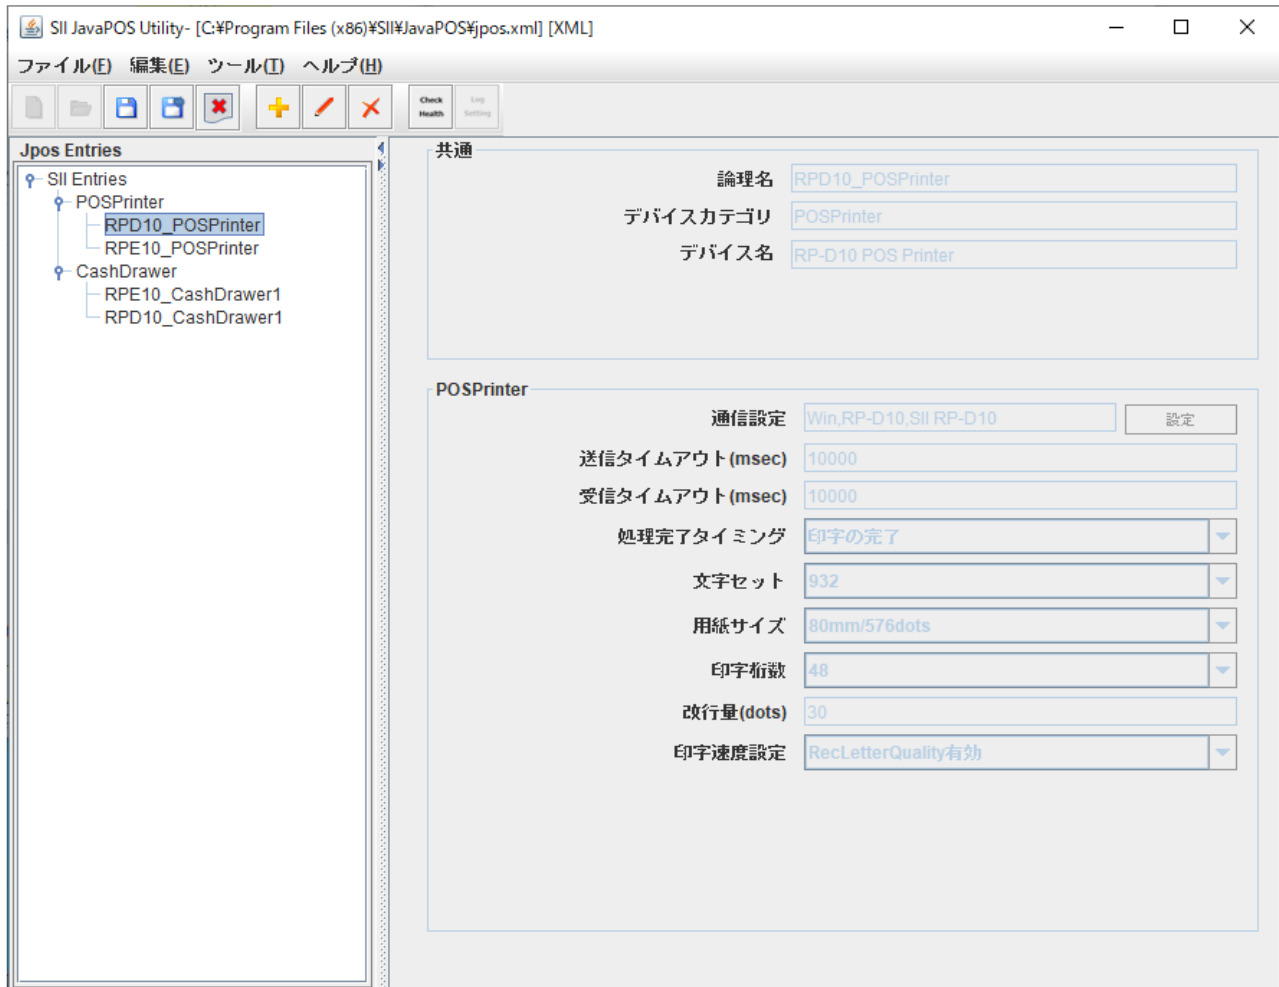 SII JavaPOS Utility- [C:¥Program Files (x86)¥SII¥JavaPOS¥jpos.xml] [XML]
ファイル(F) 編集(E) ツール(T) ヘルプ(H)
Check Health
Log Setting
Jpos Entries
SII Entries
POSPrinter
RPD10_POSPrinter
RPE10_POSPrinter
CashDrawer
RPE10_CashDrawer1
RPD10_CashDrawer1
共通
論理名 RPD10_POSPrinter
デバイスカテゴリ POSPrinter
デバイス名 RP-D10 POS Printer
POSPrinter
通信設定 Win,RP-D10,SII RP-D10 設定
送信タイムアウト(msec) 10000
受信タイムアウト(msec) 10000
処理完了タイミング 印字の完了
文字セット 932
用紙サイズ 80mm/576dots
印字桁数 48
改行量(dots) 30
印字速度設定 RecLetterQuality有効